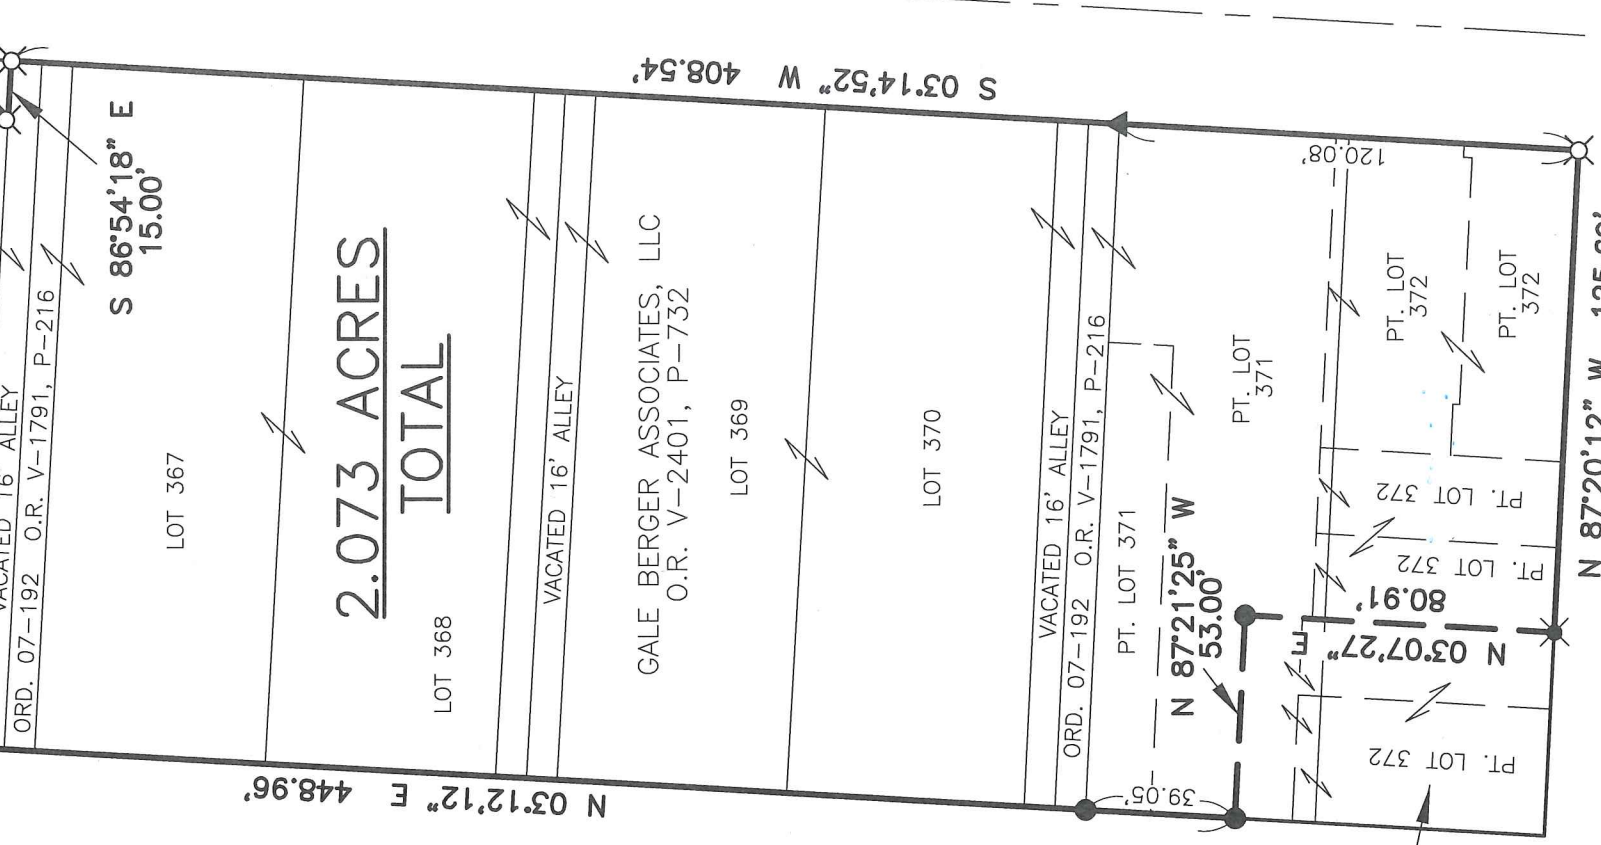 S 03°14'52" W 408.54'
S 86°54'18" E
15.00'
ORD. 07-192 O.R. V-1791, P-216
VACATED 16' ALLEY
LOT 367
2.073 ACRES
TOTAL
LOT 368
VACATED 16' ALLEY
GALE BERGER ASSOCIATES, LLC
O.R. V-2401, P-732
LOT 369
LOT 370
VACATED 16' ALLEY
ORD. 07-192 O.R. V-1791, P-216
PT. LOT 371
N 87°21'25" W
53.00'
PT. LOT
371
120.08'
PT. LOT
372
PT. LOT
372
PT. LOT 372
PT. LOT 372
80.91'
N 03°07'27" E
PT. LOT 372
39.05'
N 03°12'12" E 448.96'
N 87°20'12" W